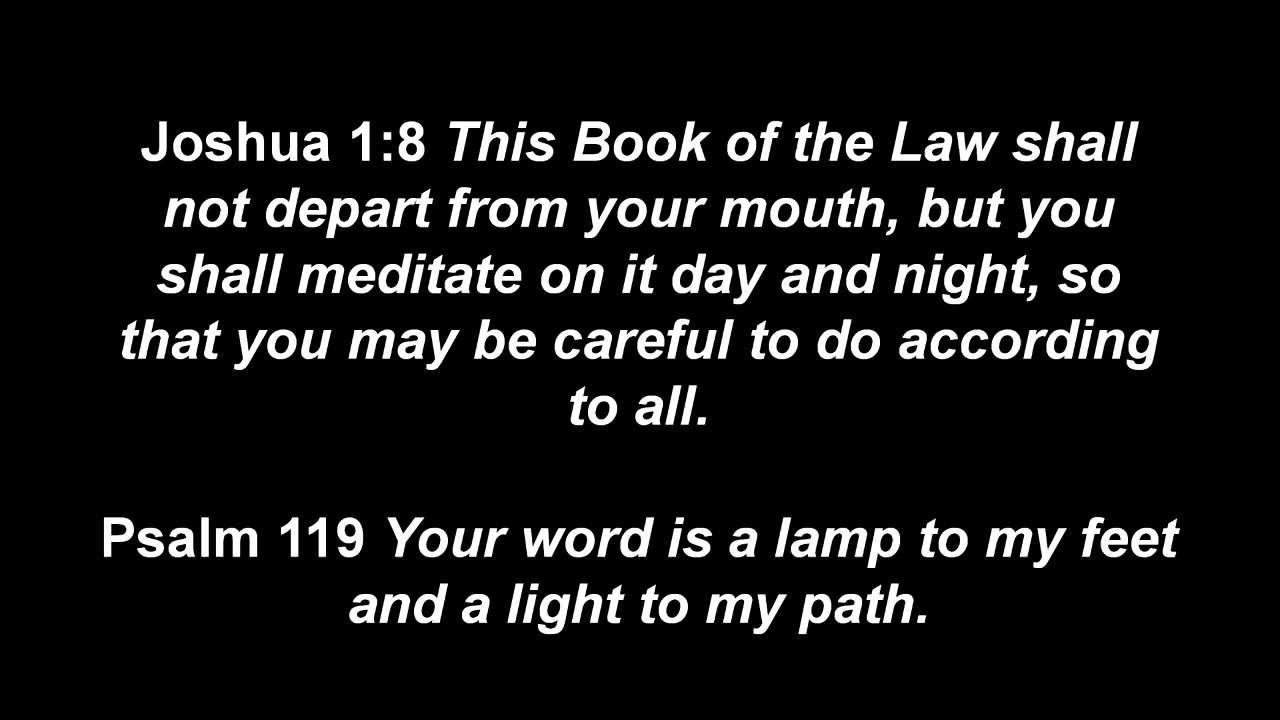 Joshua 1:8 This Book of the Law shall
not depart from your mouth, but you
shall meditate on it day and night, so
that you may be careful to do according
to all.
Psalm 119 Your word is a lamp to my feet
and a light to my path.